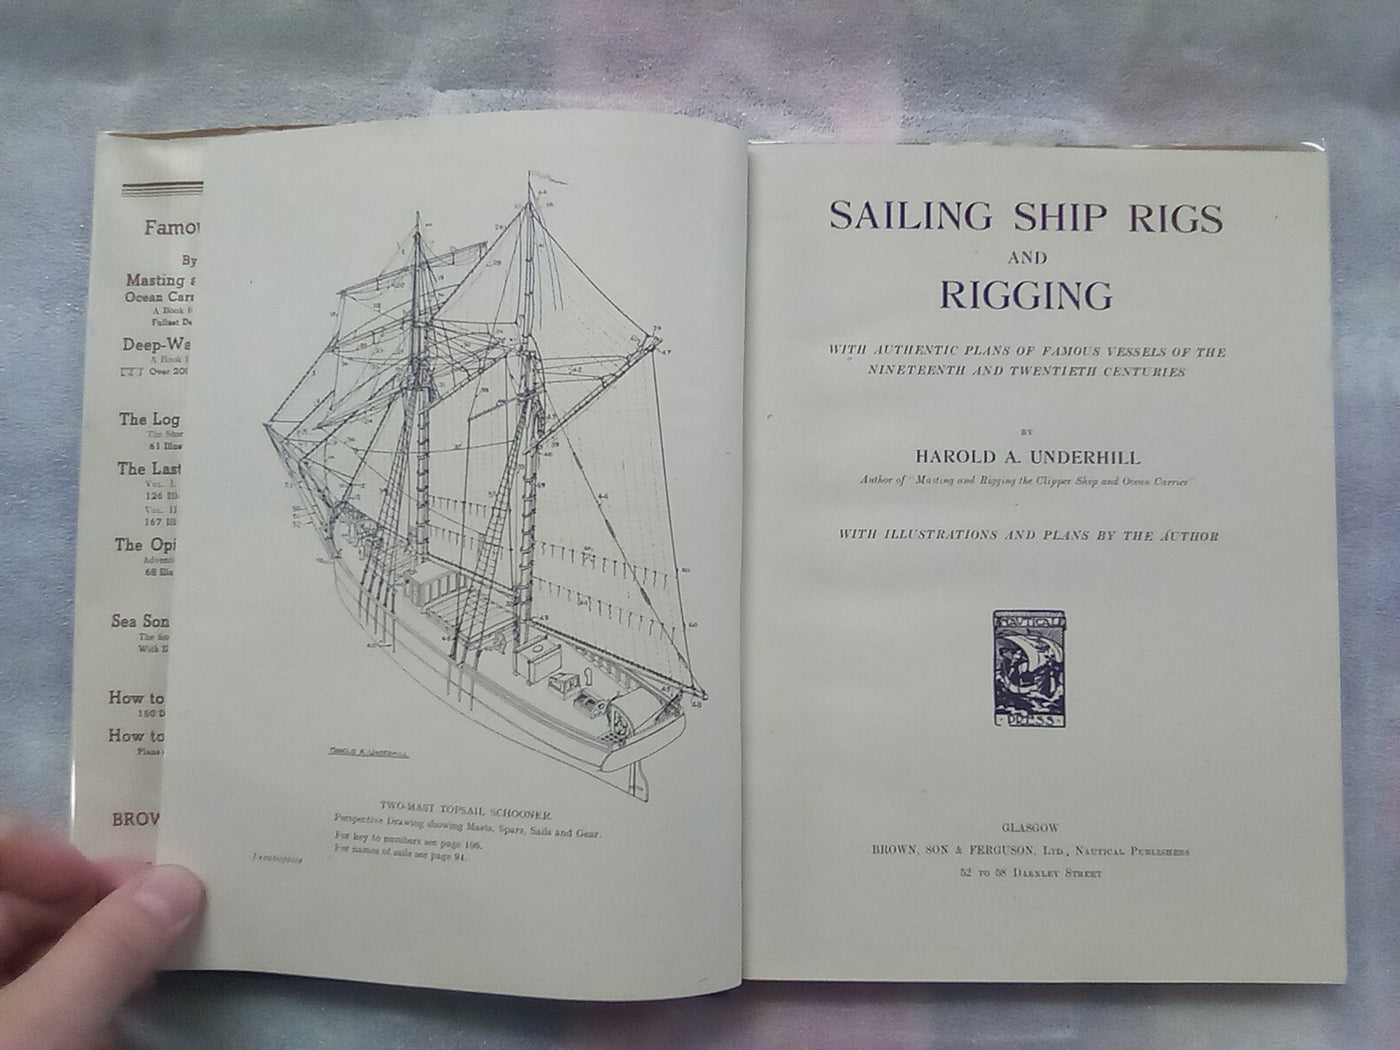 Famo
By
Masting
Ocean Carr
A Book f
Fullest De
Deep-Wa
A Book
Over 20
The Log
The Star
61 Illus
The Last
Vol. I.
126 Ill
Vol. II
167 Ill
The Opi
Adventu
68 Illu
Sea Son
The
With
How to
150 D
How to
Plans
BROW
HAROLD A. UNDERHILL
TWO-MAST TOPSAIL SCHOONER.
Perspective Drawing showing Masts, Spars, Sails and Gear.
For key to numbers see page 106.
For names of sails see page 94.
Frontispiece
SAILING SHIP RIGS
AND
RIGGING
WITH AUTHENTIC PLANS OF FAMOUS VESSELS OF THE
NINETEENTH AND TWENTIETH CENTURIES
BY
HAROLD A. UNDERHILL
Author of "Masting and Rigging the Clipper Ship and Ocean Carrier"
WITH ILLUSTRATIONS AND PLANS BY THE AUTHOR
NAUTICAL
PRESS
GLASGOW
BROWN, SON & FERGUSON, LTD., NAUTICAL PUBLISHERS
52 TO 58 DARNLEY STREET